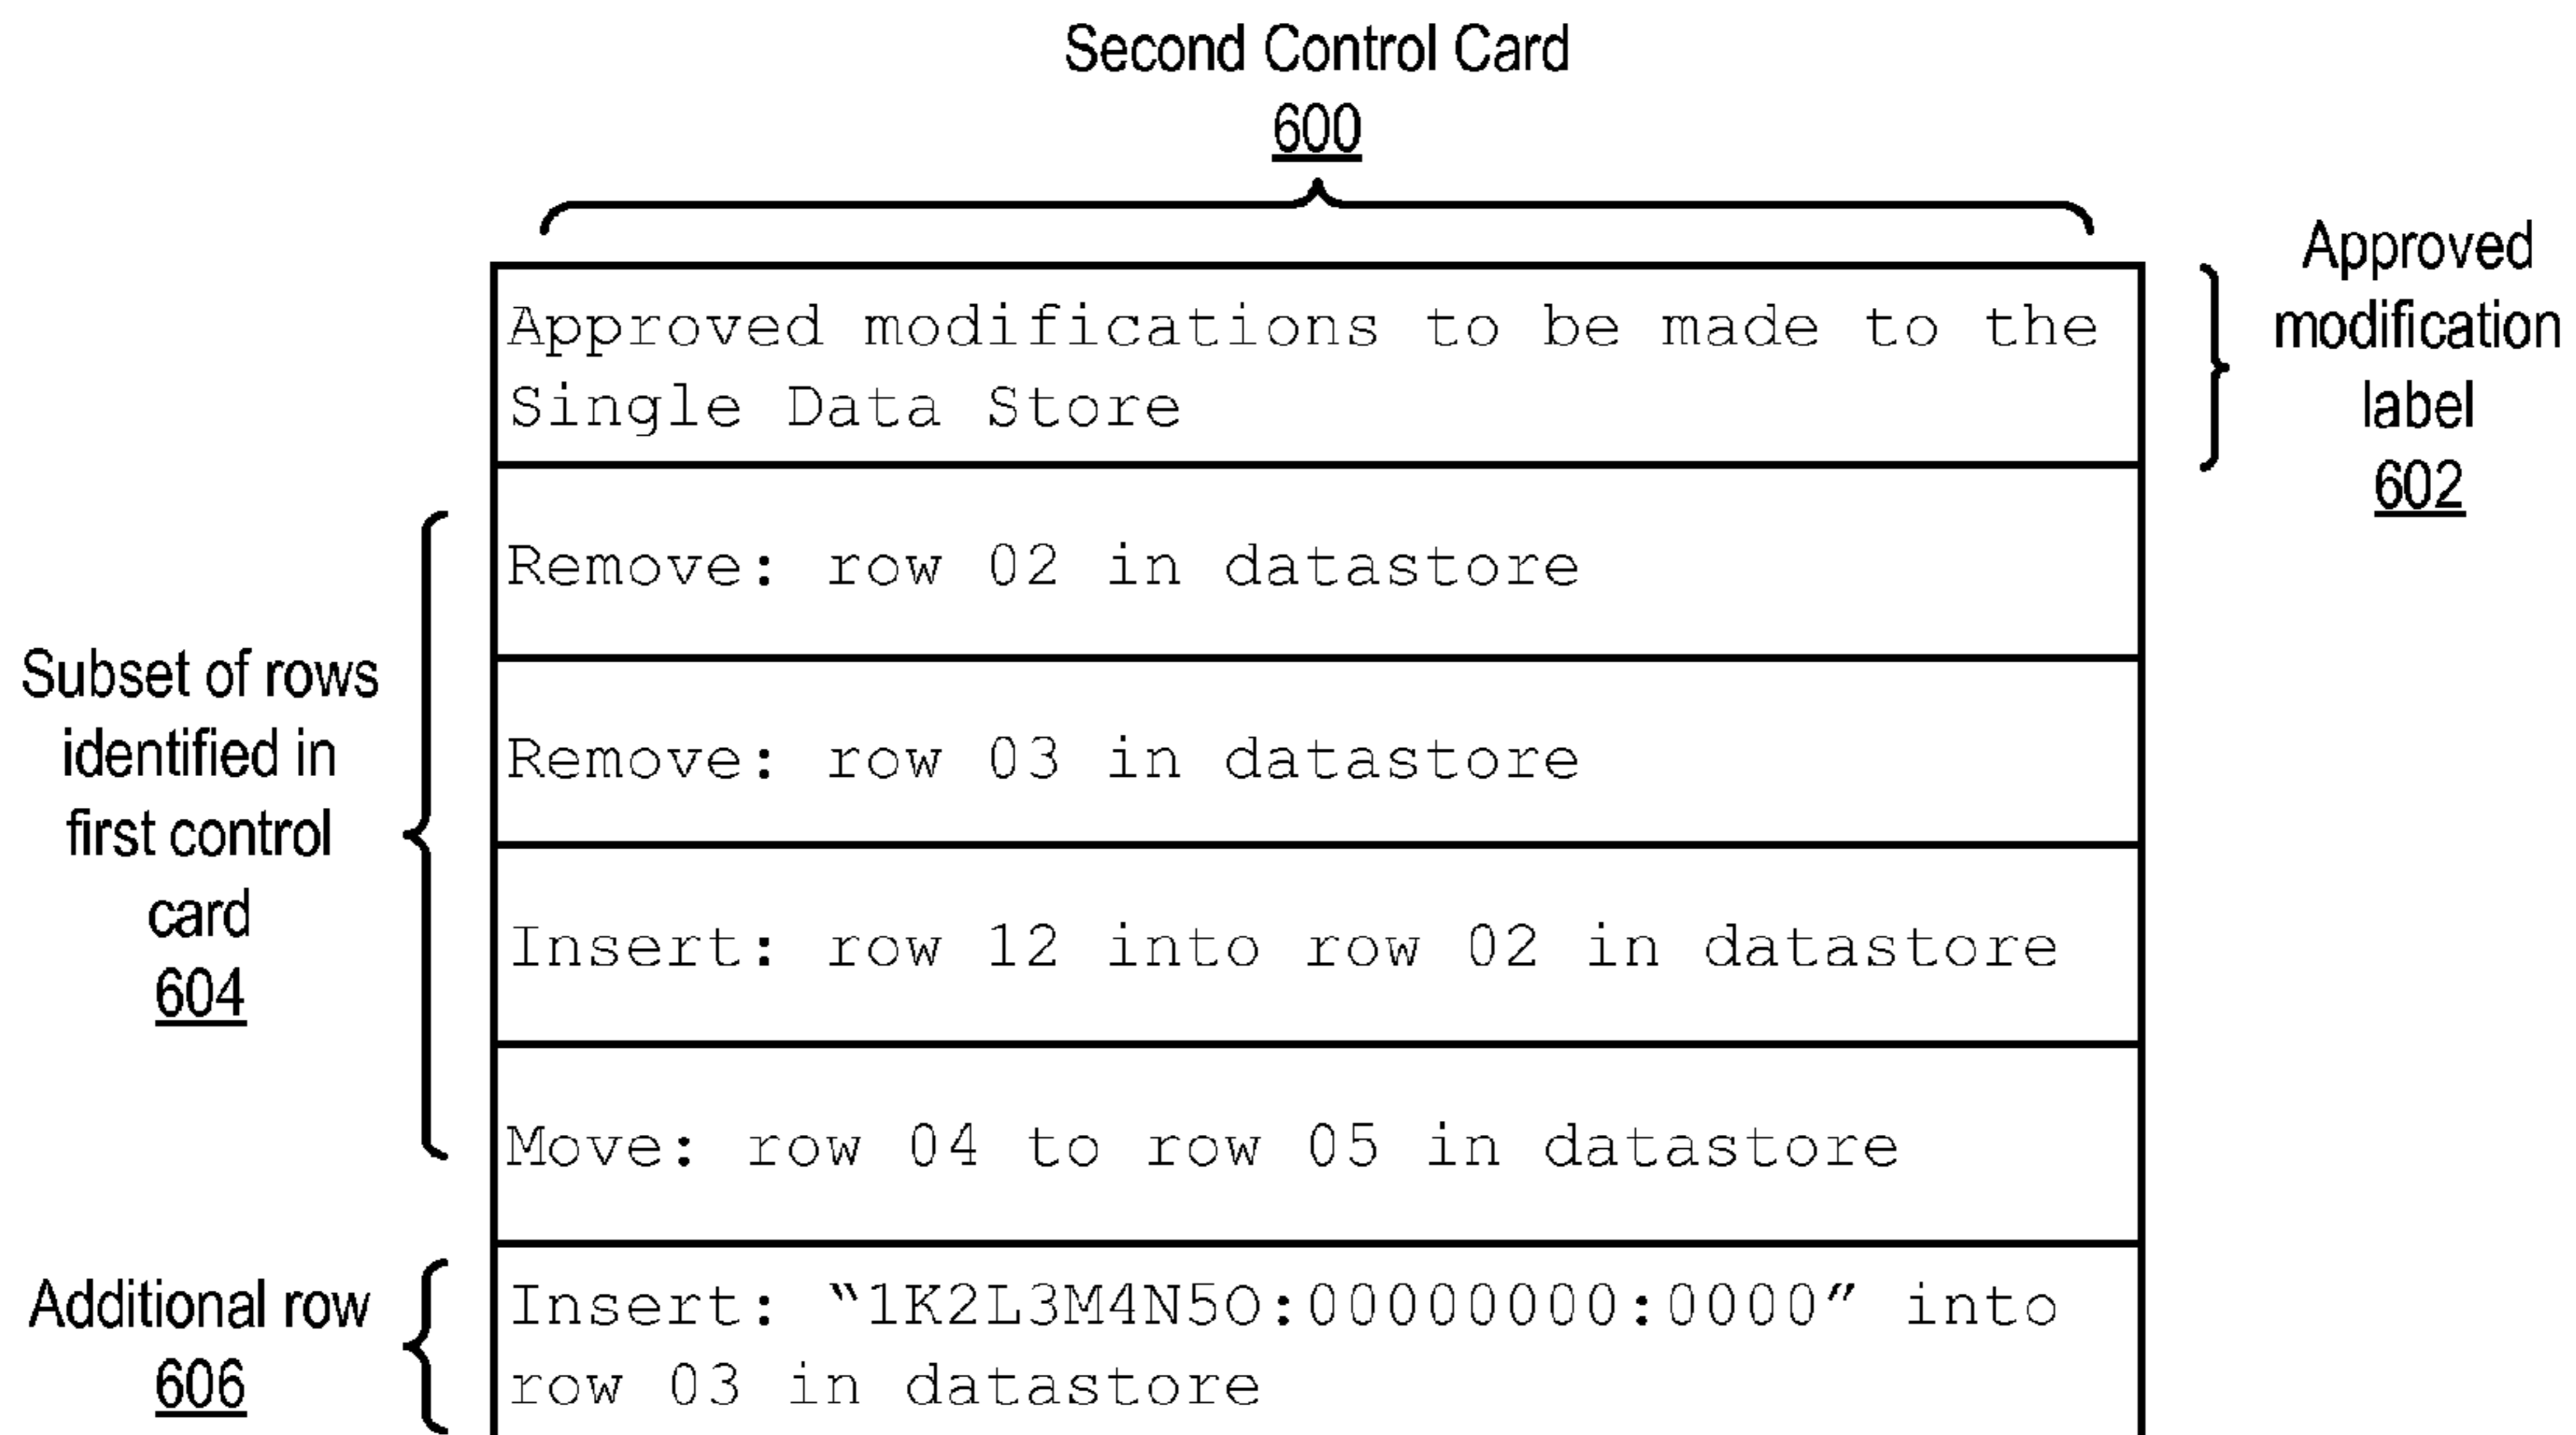 Second Control Card
600
Approved
modification
label
602
Approved modifications to be made to the
Single Data Store
Subset of rows
identified in
first control
card
604
Remove: row 02 in datastore
Remove: row 03 in datastore
Insert: row 12 into row 02 in datastore
Move: row 04 to row 05 in datastore
Additional row
606
Insert: “1K2L3M4N5O:00000000:0000” into
row 03 in datastore